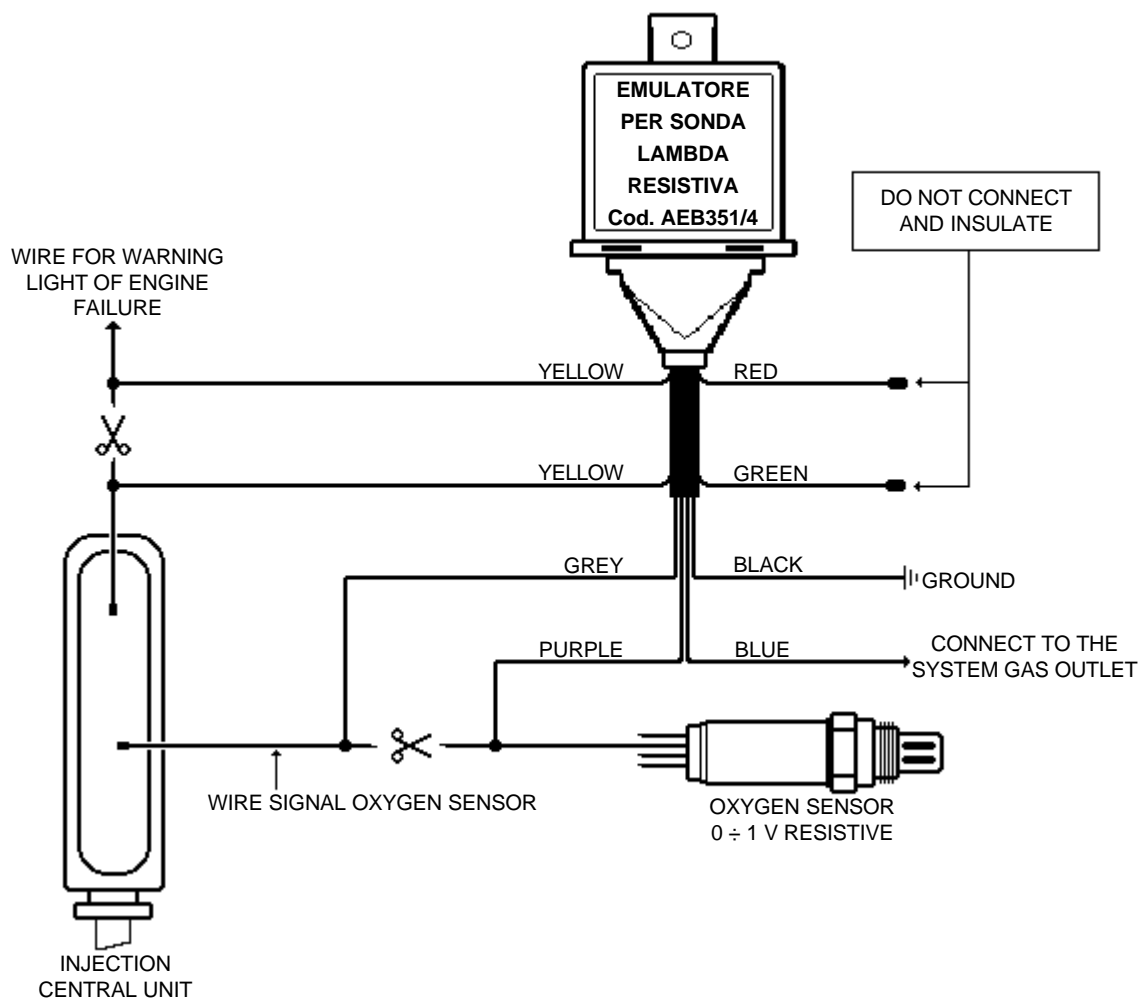 EMULATORE
PER SONDA
LAMBDA
RESISTIVA
Cod. AEB351/4
DO NOT CONNECT
AND INSULATE
WIRE FOR WARNING
LIGHT OF ENGINE
FAILURE
YELLOW
RED
YELLOW
GREEN
GREY
BLACK
GROUND
PURPLE
BLUE
CONNECT TO THE
SYSTEM GAS OUTLET
WIRE SIGNAL OXYGEN SENSOR
OXYGEN SENSOR
0 ÷ 1 V RESISTIVE
INJECTION
CENTRAL UNIT